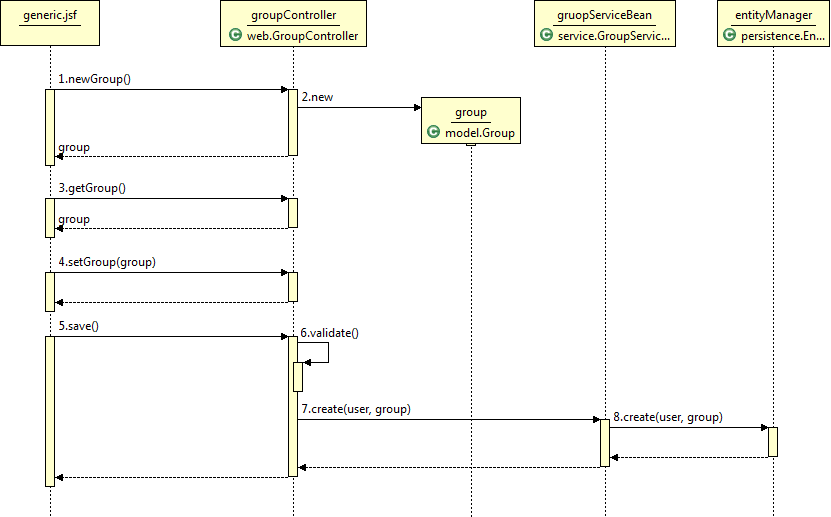 generic.jsf
groupController
web.GroupController
gruopServiceBean
service.GroupServic...
entityManager
persistence.En...
1.newGroup()
2.new
group
model.Group
group
3.getGroup()
group
4.setGroup(group)
5.save()
6.validate()
7.create(user, group)
8.create(user, group)